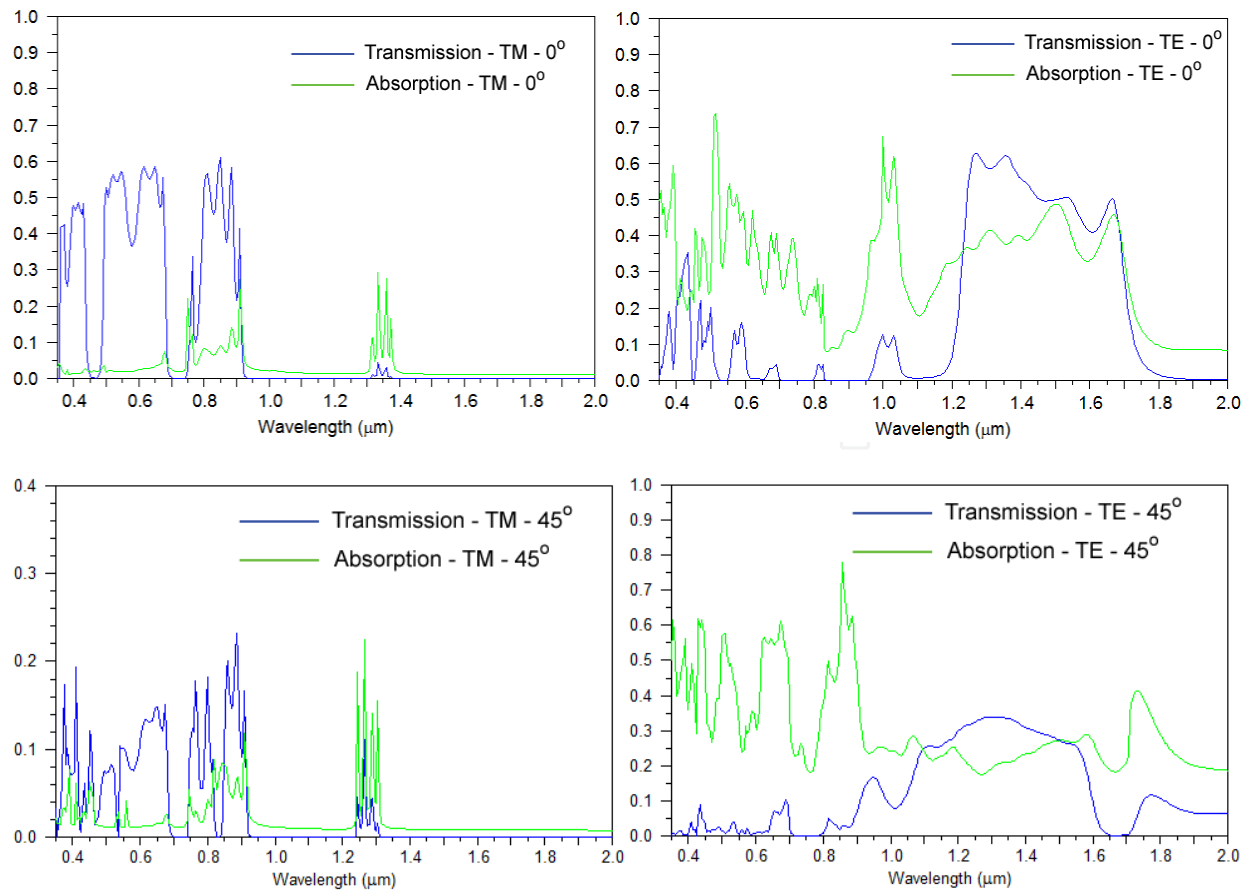 1.0
0.9
0.8
0.7
0.6
0.5
0.4
0.3
0.2
0.1
0.0
Transmission - TM - 0°
Absorption - TM - 0°
0.4 0.6 0.8 1.0 1.2 1.4 1.6 1.8 2.0
Wavelength (μm)
1.0
0.9
0.8
0.7
0.6
0.5
0.4
0.3
0.2
0.1
0.0
Transmission - TE - 0°
Absorption - TE - 0°
0.4 0.6 0.8 1.0 1.2 1.4 1.6 1.8 2.0
Wavelength (μm)
0.4
0.3
0.2
0.1
0.0
Transmission - TM - 45°
Absorption - TM - 45°
0.4 0.6 0.8 1.0 1.2 1.4 1.6 1.8 2.0
Wavelength (μm)
1.0
0.9
0.8
0.7
0.6
0.5
0.4
0.3
0.2
0.1
0.0
Transmission - TE - 45°
Absorption - TE - 45°
0.4 0.6 0.8 1.0 1.2 1.4 1.6 1.8 2.0
Wavelength (μm)